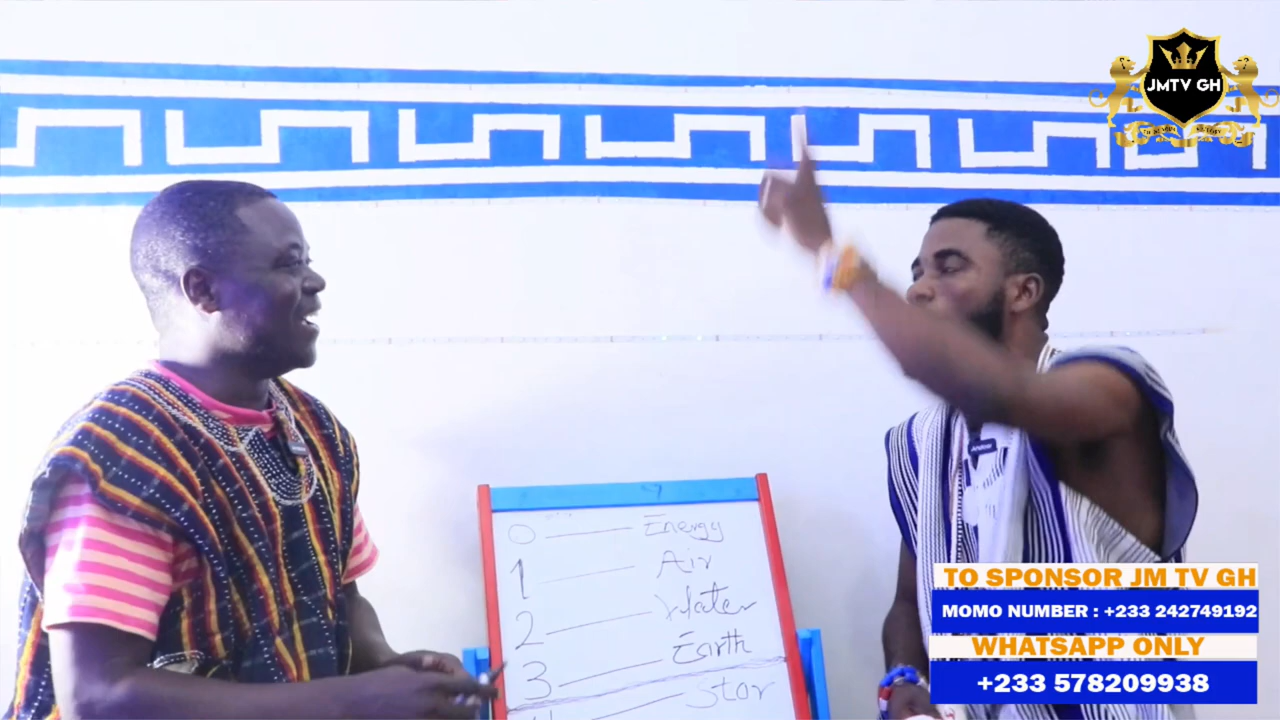 JMTV GH
0 — Energy
1 — Air
2 — Water
3 — Earth
Star
TO SPONSOR JM TV GH
MOMO NUMBER : +233 242749192
WHATSAPP ONLY
+233 578209938